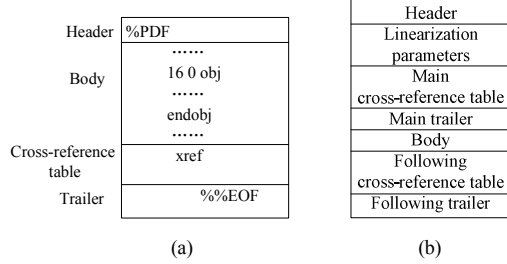 Header
%PDF
......
Body
16 0 obj
......
endobj
......
Cross-reference
table
xref
Trailer
%%EOF
(a)
Header
Linearization
parameters
Main
cross-reference table
Main trailer
Body
Following
cross-reference table
Following trailer
(b)